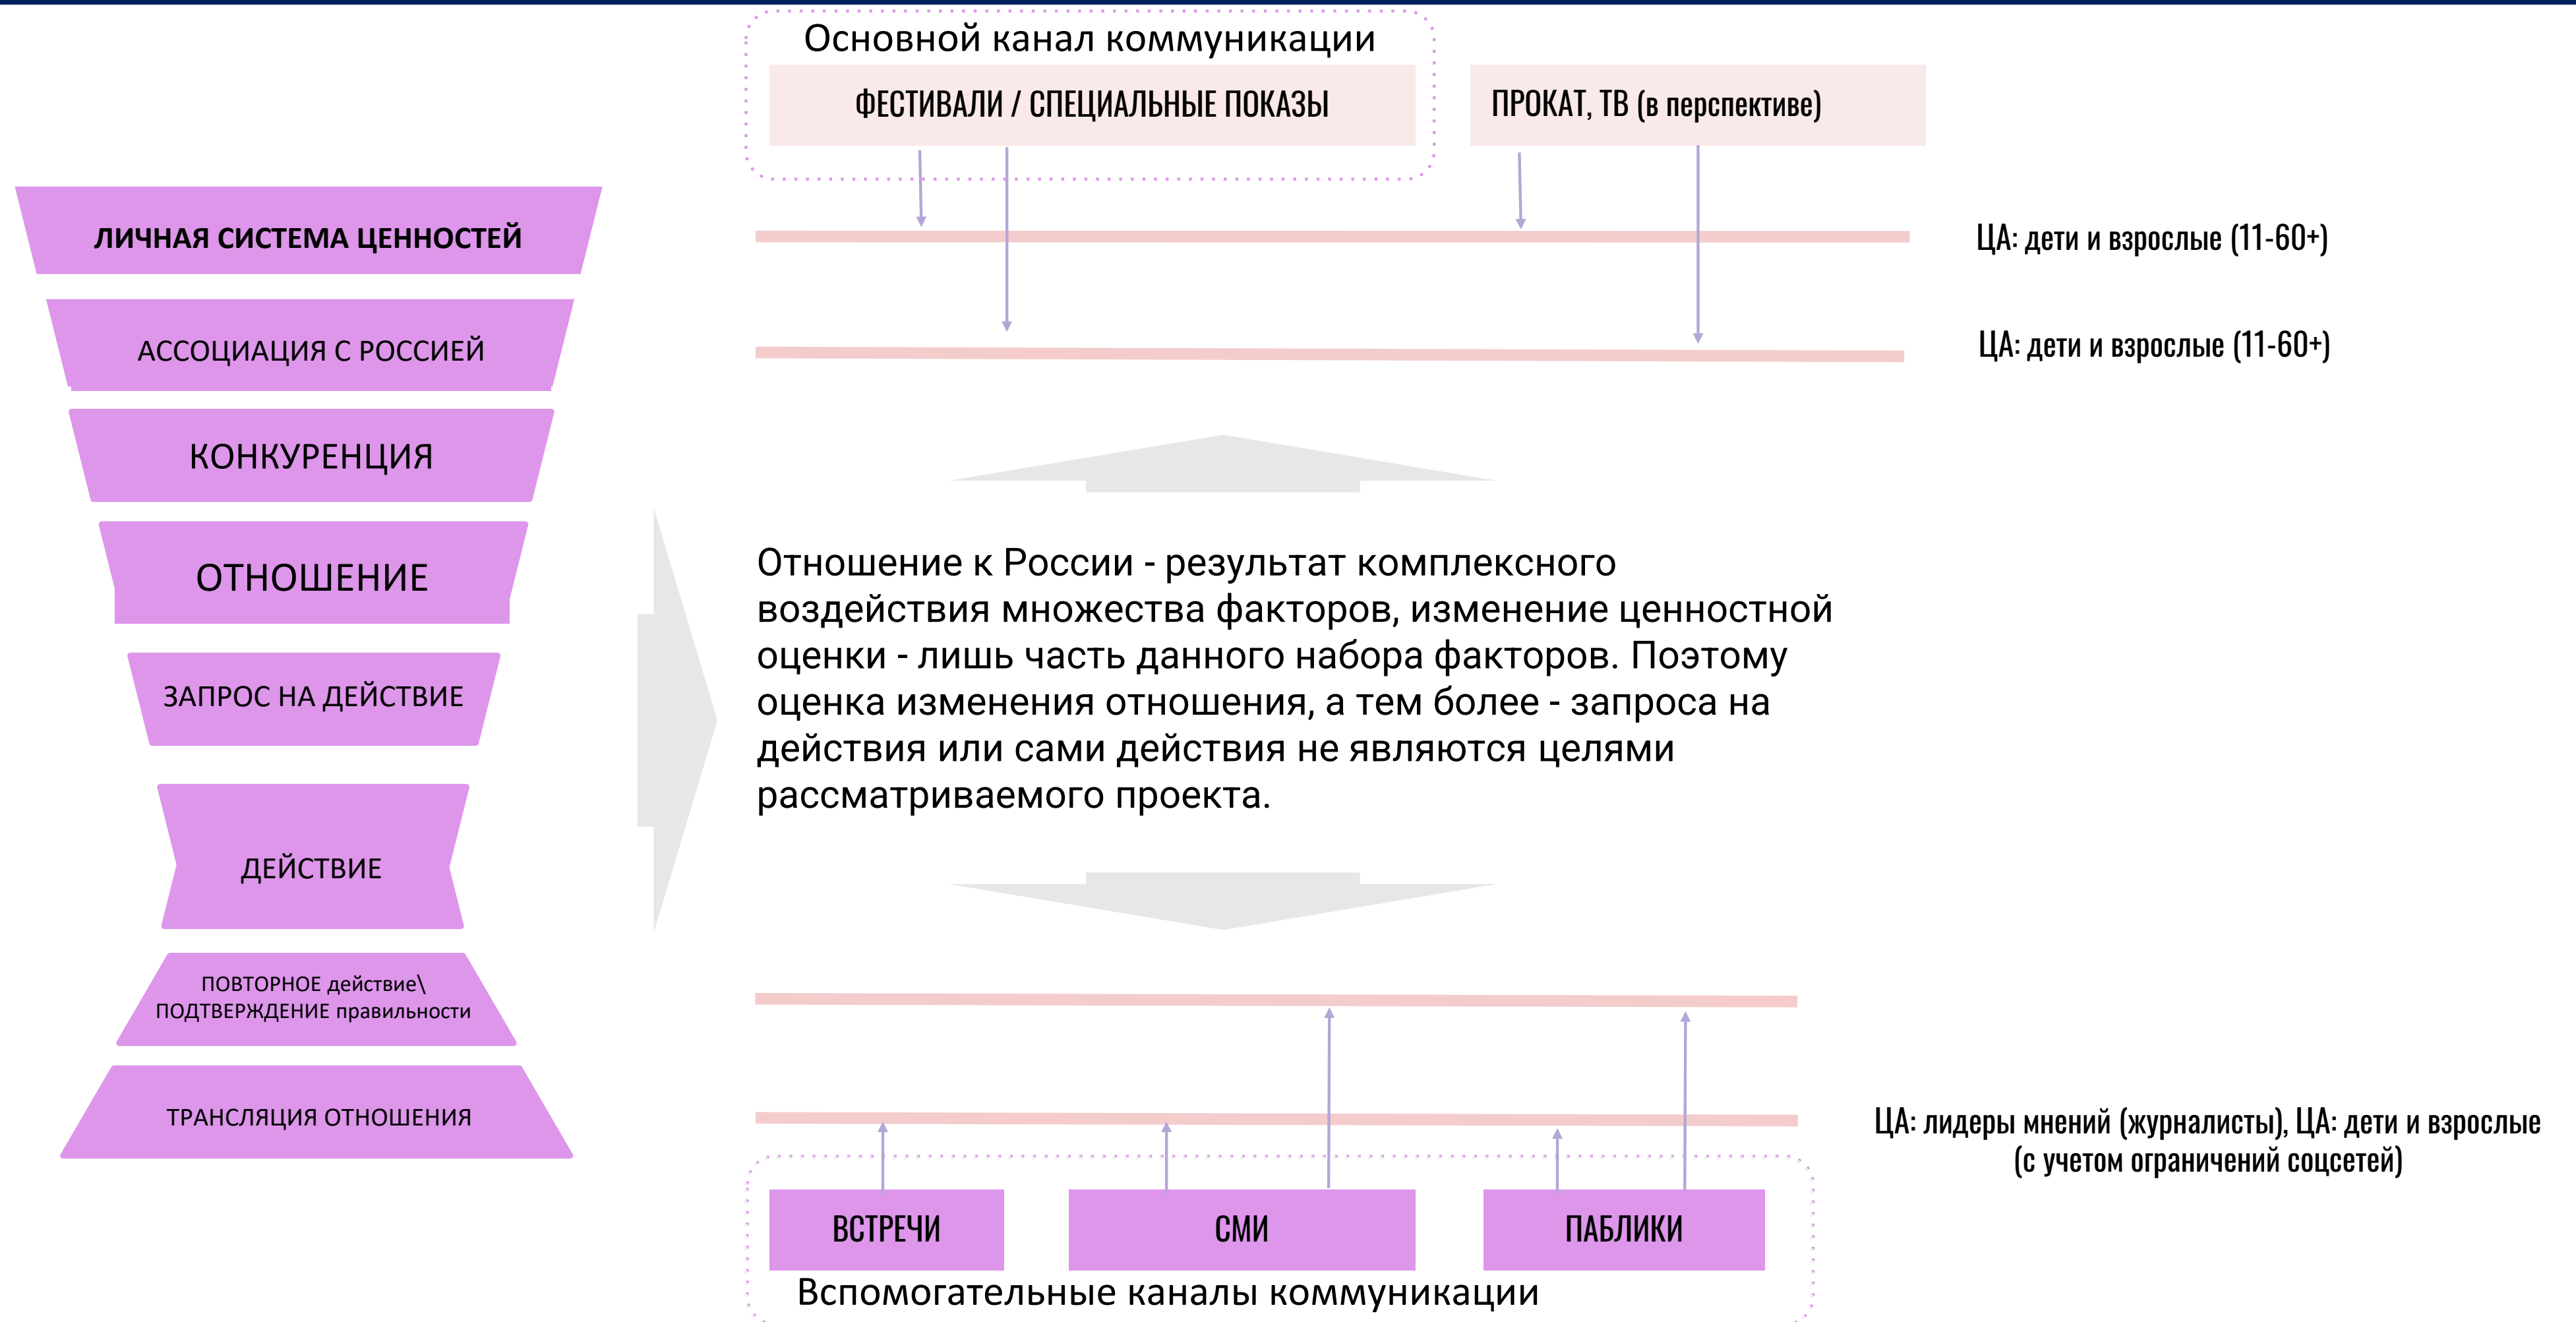 Основной канал коммуникации
ФЕСТИВАЛИ / СПЕЦИАЛЬНЫЕ ПОКАЗЫ
ПРОКАТ, ТВ (в перспективе)
ЛИЧНАЯ СИСТЕМА ЦЕННОСТЕЙ
ЦА: дети и взрослые (11-60+)
АССОЦИАЦИЯ С РОССИЕЙ
ЦА: дети и взрослые (11-60+)
КОНКУРЕНЦИЯ
ОТНОШЕНИЕ
ЗАПРОС НА ДЕЙСТВИЕ
ДЕЙСТВИЕ
Отношение к России - результат комплексного
воздействия множества факторов, изменение ценностной
оценки - лишь часть данного набора факторов. Поэтому
оценка изменения отношения, а тем более - запроса на
действия или сами действия не являются целями
рассматриваемого проекта.
ПОВТОРНОЕ действие\
ПОДТВЕРЖДЕНИЕ правильности
ТРАНСЛЯЦИЯ ОТНОШЕНИЯ
ЦА: лидеры мнений (журналисты), ЦА: дети и взрослые
(с учетом ограничений соцсетей)
ВСТРЕЧИ
СМИ
ПАБЛИКИ
Вспомогательные каналы коммуникации